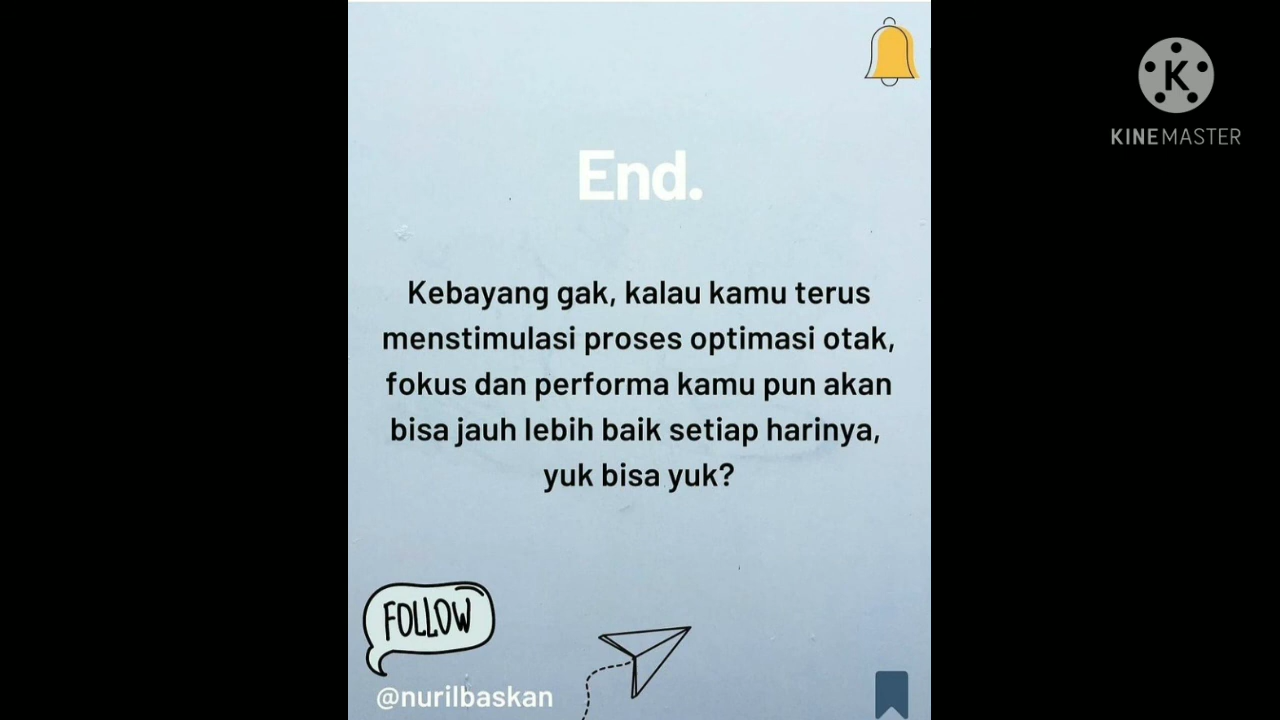 KINEMASTER
End.
Kebayang gak, kalau kamu terus
menstimulasi proses optimasi otak,
fokus dan performa kamu pun akan
bisa jauh lebih baik setiap harinya,
yuk bisa yuk?
FOLLOW
@nurilbaskan